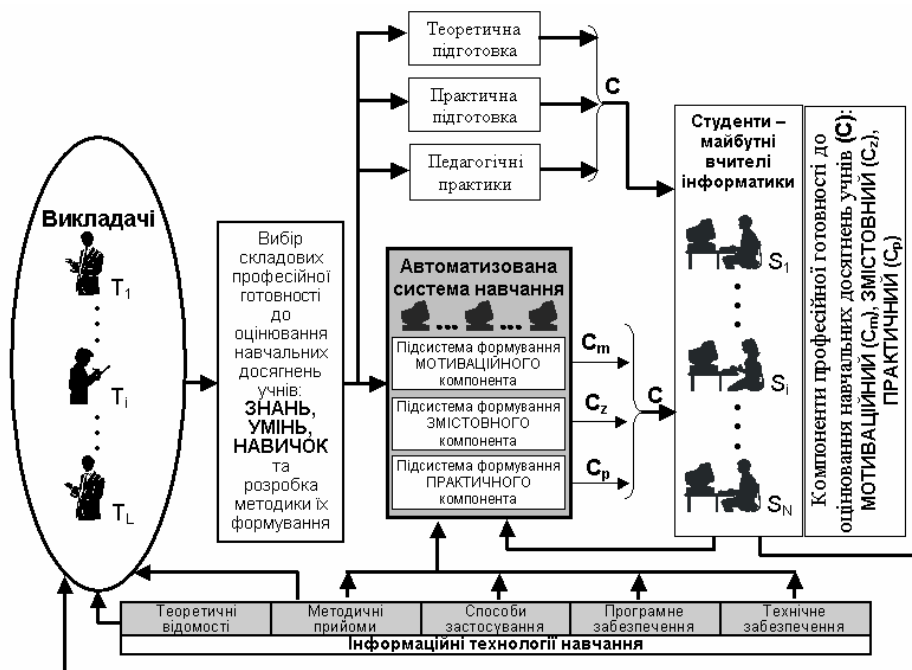 Теоретична
підготовка
Практична
підготовка
Педагогічні
практики
C
Викладачі
T1
Ti
TL
Вибір
складових
професійної
готовності
до
оцінювання
навчальних
досягнень
учнів:
ЗНАНЬ,
УМІНЬ,
НАВИЧОК
та
розробка
методики їх
формування
Автоматизована
система навчання
... ... ...
Підсистема формування
МОТИВАЦІЙНОГО
компонента
Підсистема формування
ЗМІСТОВНОГО
компонента
Підсистема формування
ПРАКТИЧНОГО
компонента
Cm
Cz
Cp
C
Студенти –
майбутні
вчителі
інформатики
S1
Si
SN
Компоненти професійної готовності до
оцінювання навчальних досягнень учнів (C):
МОТИВАЦІЙНИЙ (Cm), ЗМІСТОВНИЙ (Cz),
ПРАКТИЧНИЙ (Cp)
Теоретичні
відомості
Методичні
прийоми
Способи
застосування
Програмне
забезпечення
Технічне
забезпечення
Інформаційні технології навчання